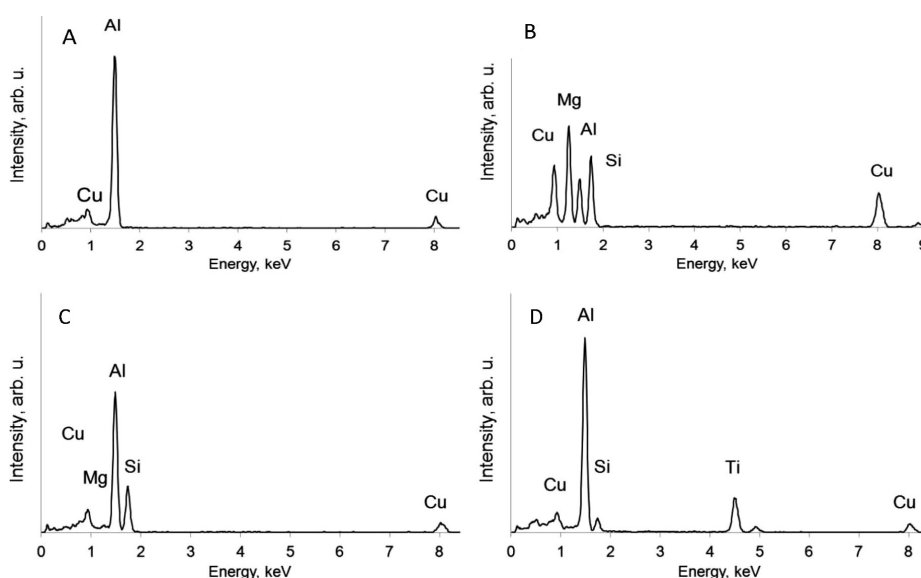 A
Al
Intensity, arb. u.
Cu
Cu
0 1 2 3 4 5 6 7 8
Energy, keV
B
Mg
Intensity, arb. u.
Cu
Al
Si
Cu
0 1 2 3 4 5 6 7 8 9
Energy, keV
C
Al
Intensity, arb. u.
Cu
Mg
Si
Cu
0 1 2 3 4 5 6 7 8
Energy, keV
D
Al
Intensity, arb. u.
Cu
Si
Ti
Cu
0 1 2 3 4 5 6 7 8
Energy, keV